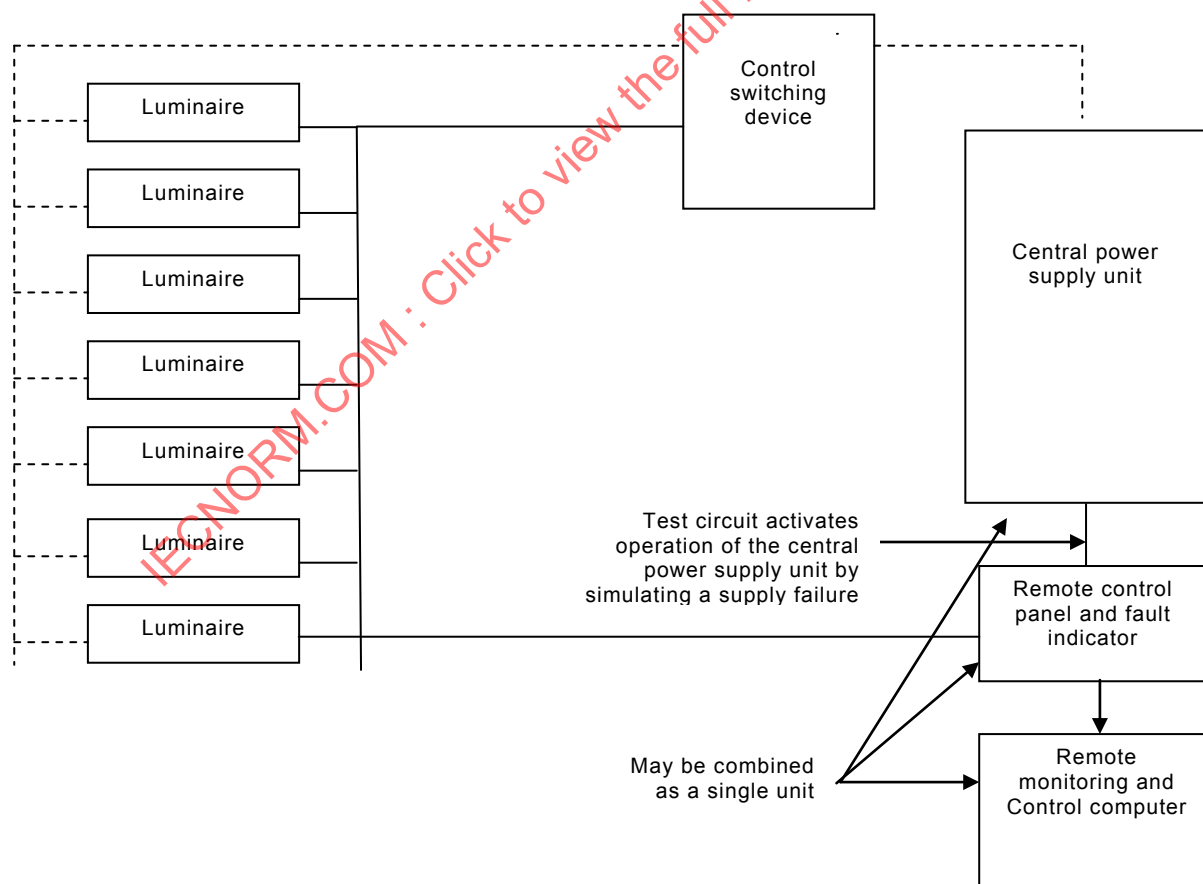 Control
switching
device
Luminaire
Luminaire
Luminaire
Luminaire
Luminaire
Luminaire
Luminaire
Central power
supply unit
Test circuit activates
operation of the central
power supply unit by
simulating a supply failure
Remote control
panel and fault
indicator
May be combined
as a single unit
Remote
monitoring and
Control computer
IECNORM.COM : Click to view the full